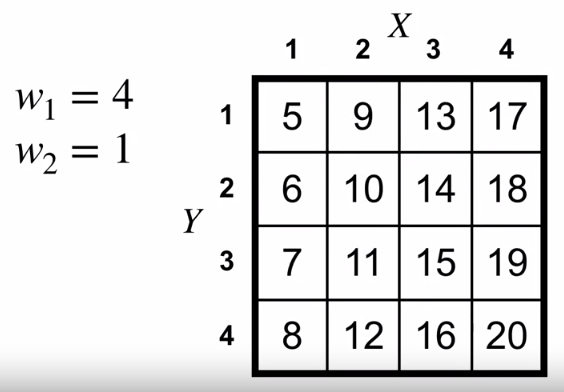 X
1 2 3 4
w₁ = 4
w₂ = 1
Y
1 5 9 13 17
2 6 10 14 18
3 7 11 15 19
4 8 12 16 20